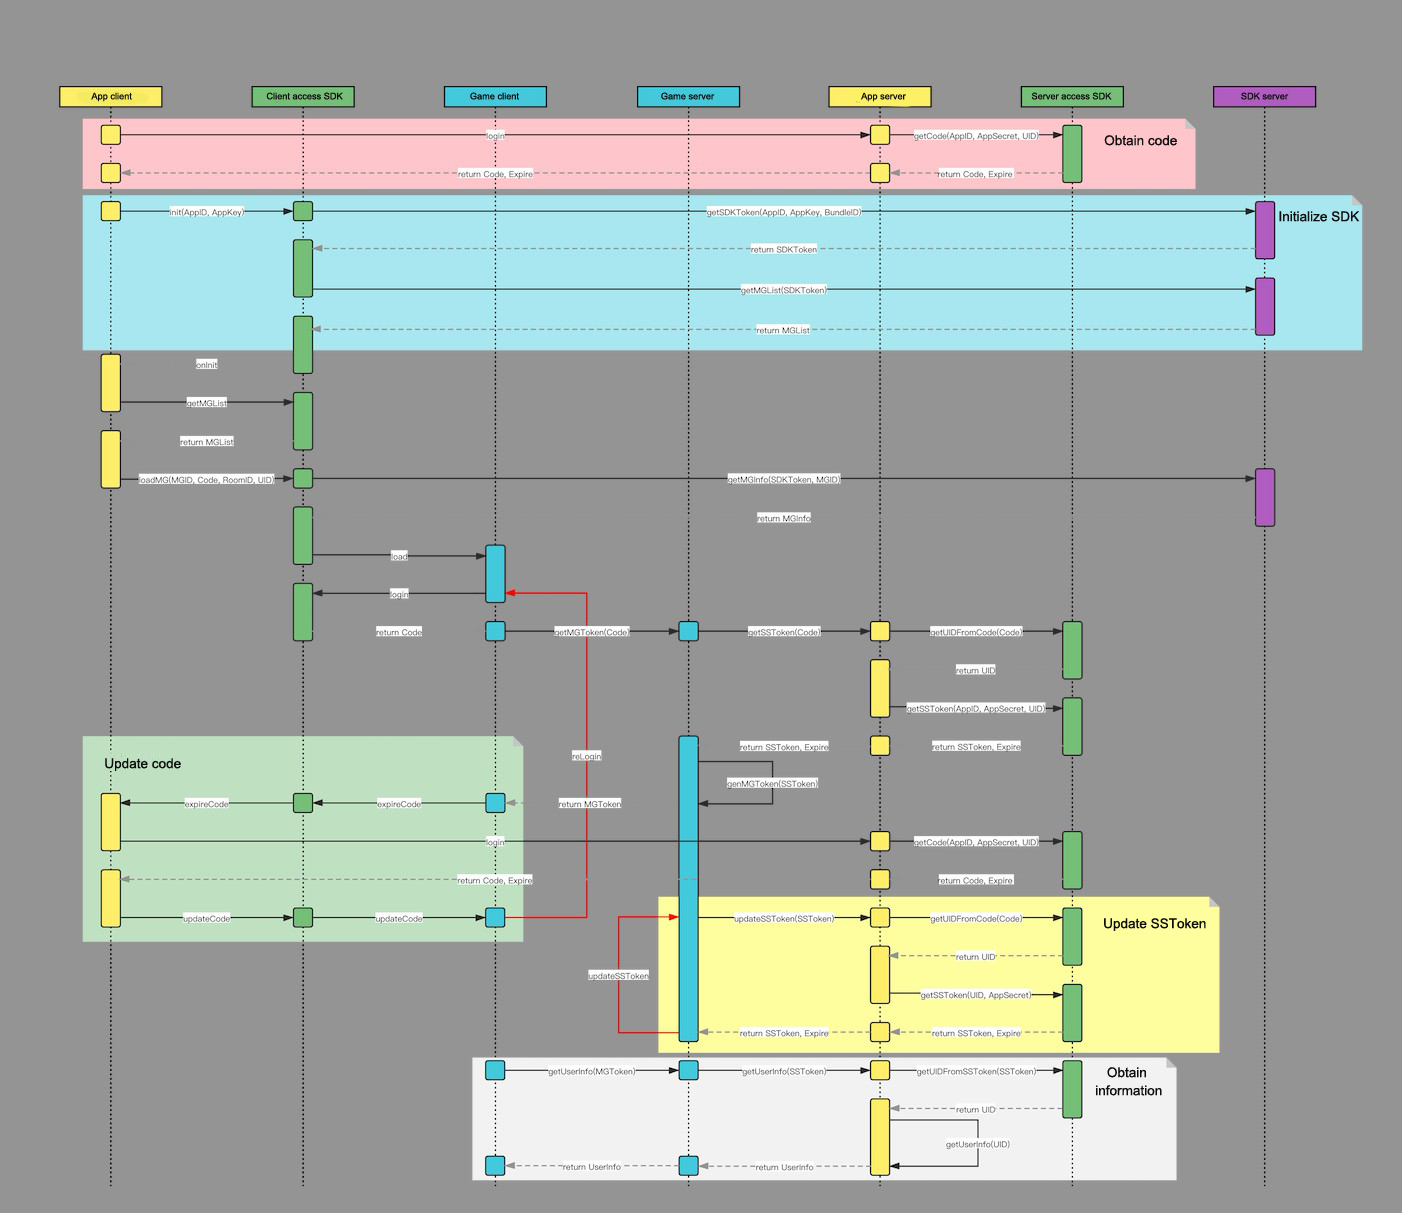 App client
Client access SDK
Game client
Game server
App server
Server access SDK
SDK server
login
getCode(AppID, AppSecret, UID)
Obtain code
return Code, Expire
return Code, Expire
init(AppID, AppKey)
getSDKToken(AppID, AppKey, BundleID)
Initialize SDK
return SDKToken
getMGList(SDKToken)
return MGList
onInit
getMGList
return MGList
loadMG(MGID, Code, RoomID, UID)
getMGInfo(SDKToken, MGID)
return MGInfo
load
login
return Code
getMGToken(Code)
getSSToken(Code)
getUIDFromCode(Code)
return UID
getSSToken(AppID, AppSecret, UID)
return SSToken, Expire
return SSToken, Expire
reLogin
Update code
genMGToken(SSToken)
expireCode
expireCode
return MGToken
login
getCode(AppID, AppSecret, UID)
return Code, Expire
return Code, Expire
updateCode
updateCode
updateSSToken(SSToken)
getUIDFromCode(Code)
Update SSToken
return UID
updateSSToken
getSSToken(UID, AppSecret)
return SSToken, Expire
return SSToken, Expire
getUserInfo(MGToken)
getUserInfo(SSToken)
getUIDFromSSToken(SSToken)
Obtain
information
return UID
getUserInfo(UID)
return UserInfo
return UserInfo